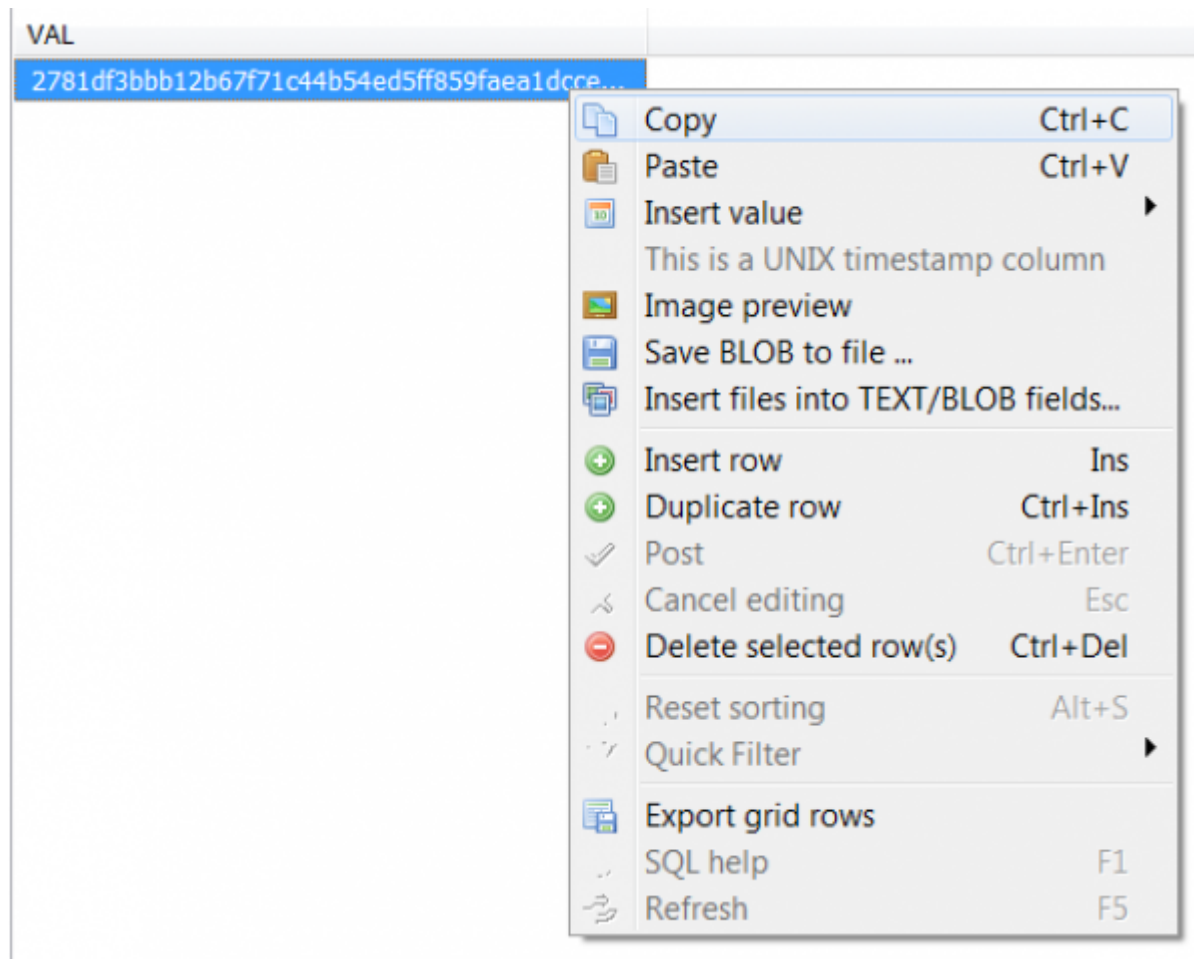 VAL
2781df3bbb12b67f71c44b54ed5ff859faea1dcce...
Copy Ctrl+C
Paste Ctrl+V
Insert value
This is a UNIX timestamp column
Image preview
Save BLOB to file ...
Insert files into TEXT/BLOB fields...
Insert row Ins
Duplicate row Ctrl+Ins
Post Ctrl+Enter
Cancel editing Esc
Delete selected row(s) Ctrl+Del
Reset sorting Alt+S
Quick Filter
Export grid rows
SQL help F1
Refresh F5